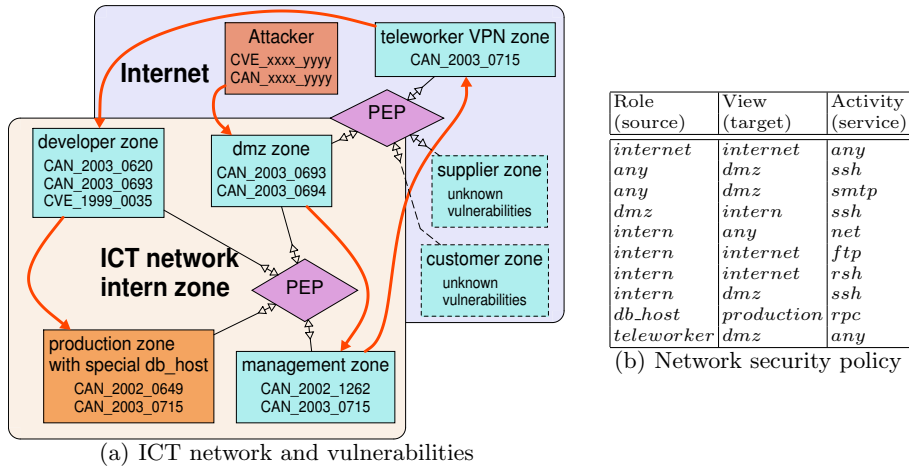 Attacker
CVE_xxxx_yyyy
CAN_xxxx_yyyy
teleworker VPN zone
CAN_2003_0715
Internet
PEP
developer zone
CAN_2003_0620
CAN_2003_0693
CVE_1999_0035
dmz zone
CAN_2003_0693
CAN_2003_0694
supplier zone
unknown
vulnerabilities
customer zone
unknown
vulnerabilities
ICT network
intern zone
PEP
production zone
with special db_host
CAN_2002_0649
CAN_2003_0715
management zone
CAN_2002_1262
CAN_2003_0715
(a) ICT network and vulnerabilities
Role View Activity
(source) (target) (service)
internet internet any
any dmz ssh
any dmz smtp
dmz intern ssh
intern any net
intern internet ftp
intern internet rsh
intern dmz ssh
db_host production rpc
teleworker dmz any
(b) Network security policy